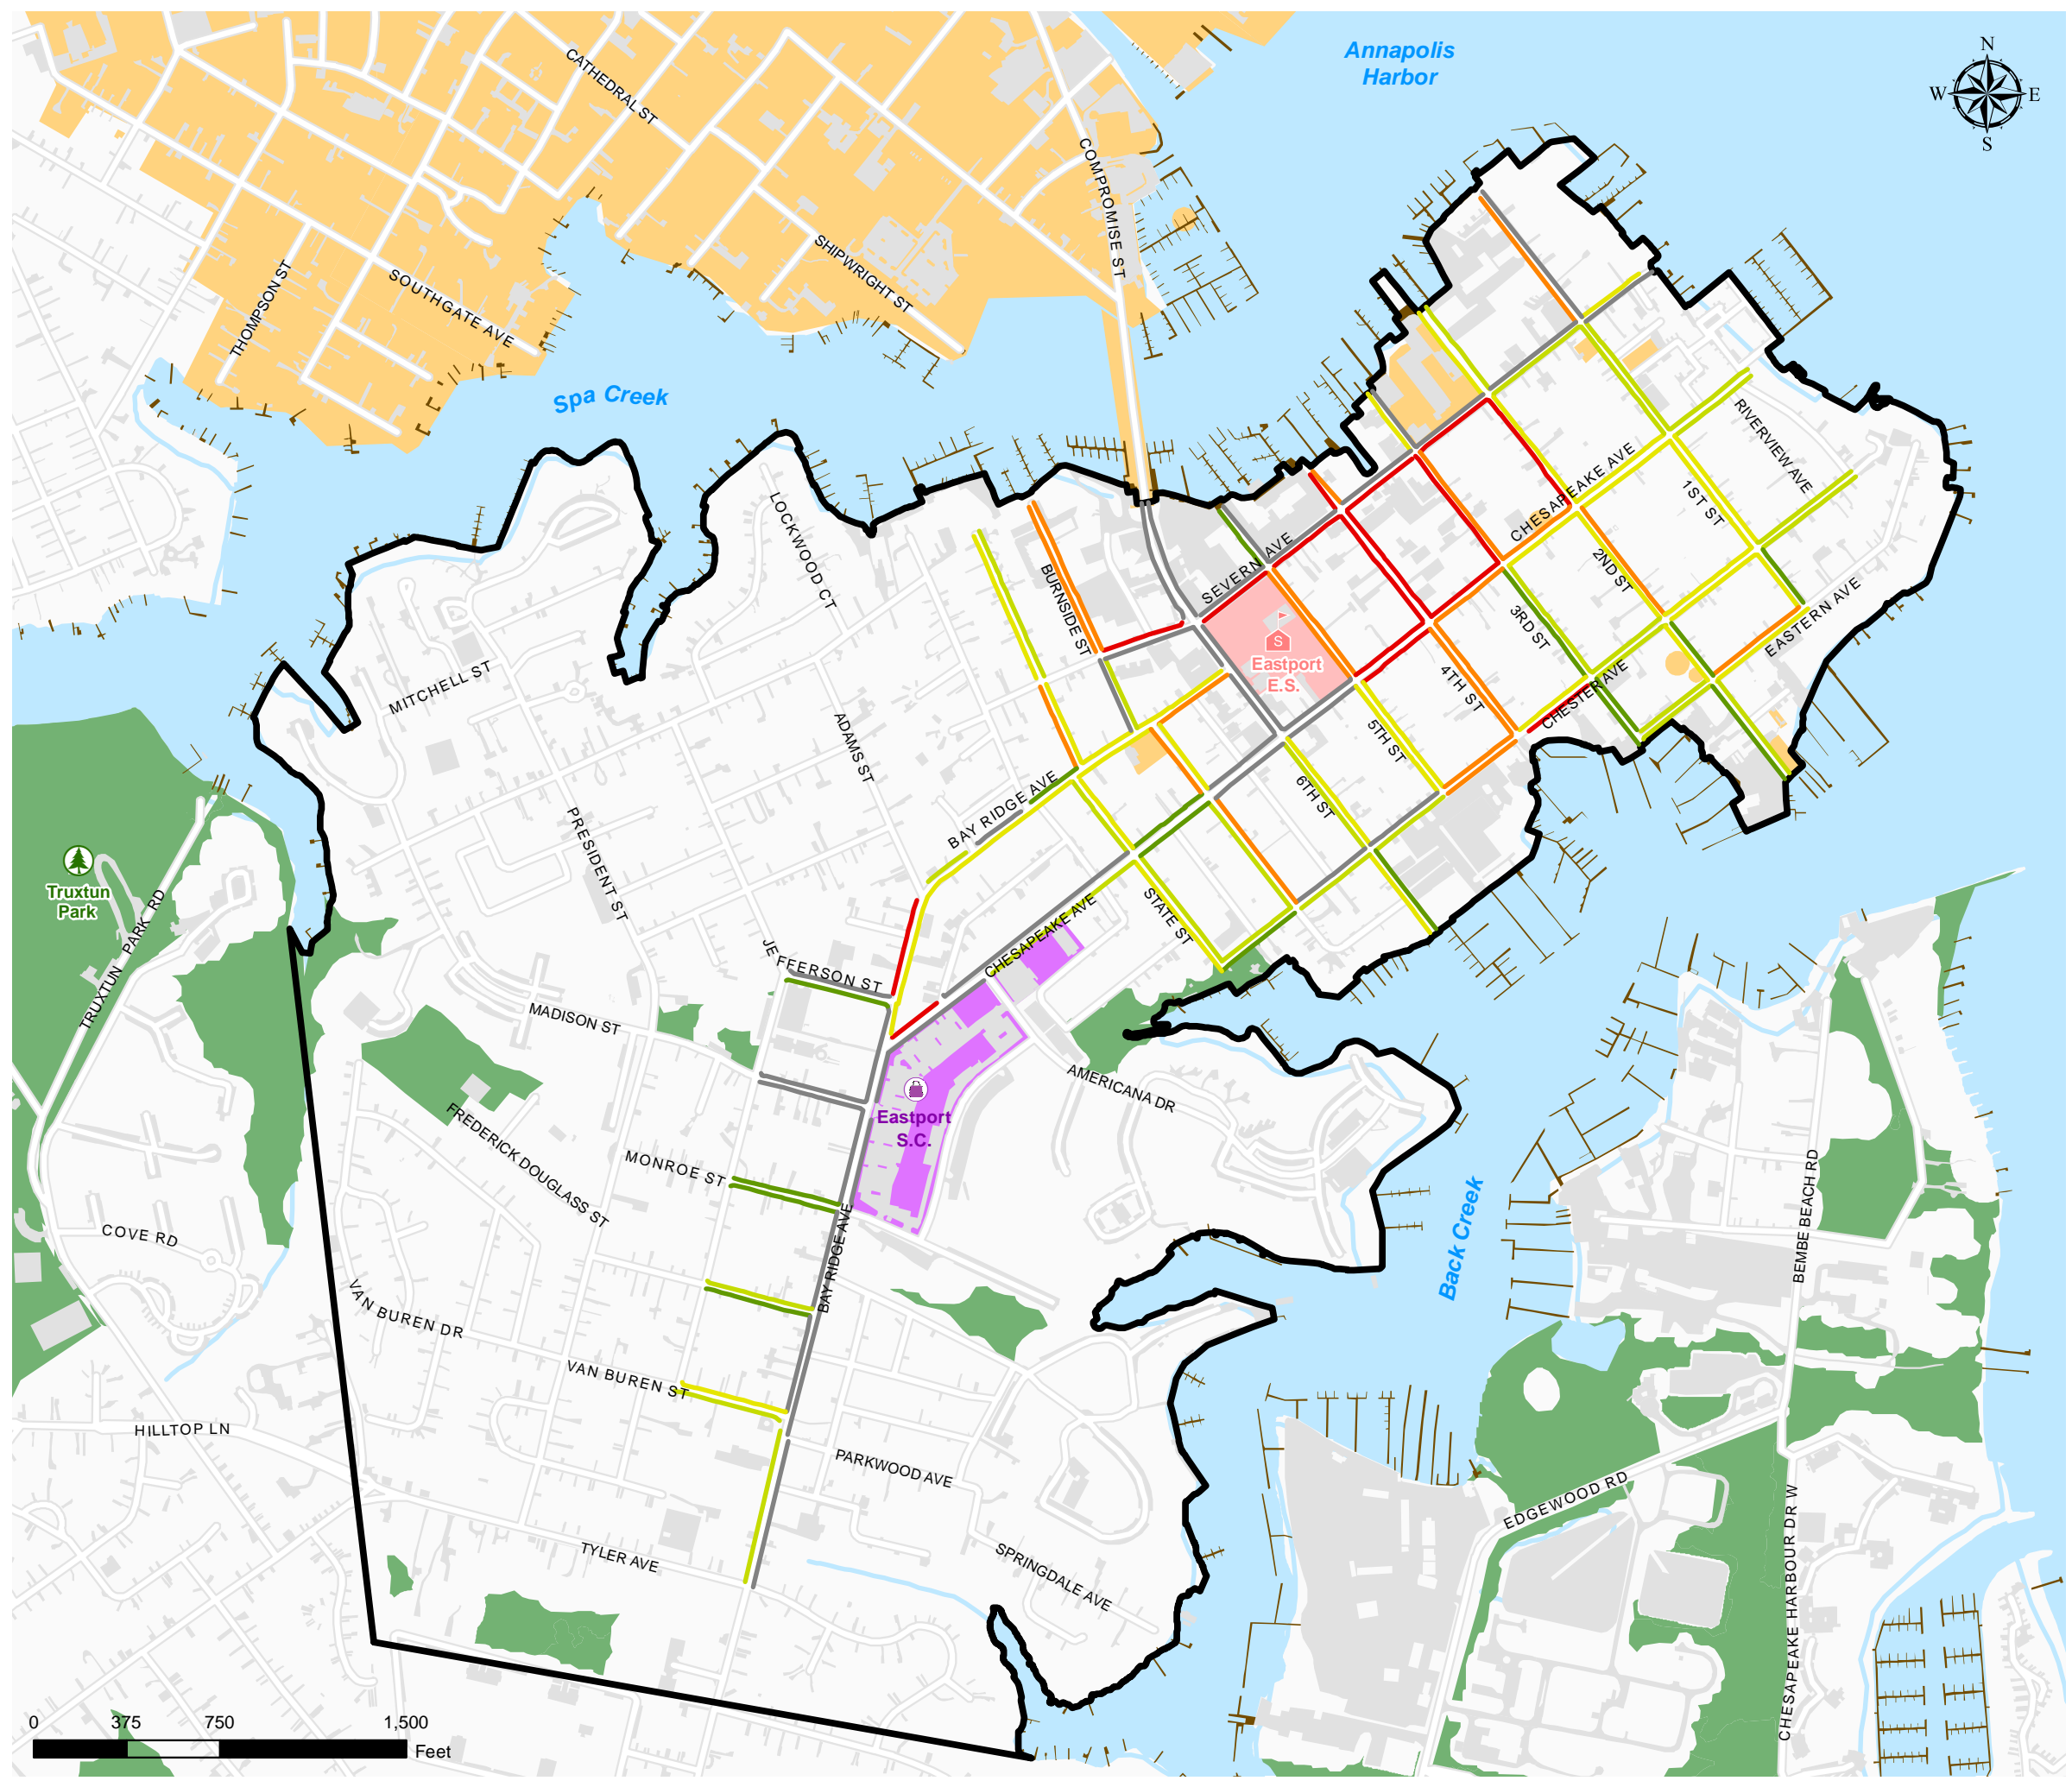 Annapolis
Harbor
N
W
E
S
CATHEDRAL ST
COMPROMISE ST
SHIPWRIGHT ST
THOMPSON ST
SOUTHGATE AVE
Spa Creek
LOCKWOOD CT
BURNSIDE ST
SEVERN AVE
CHESAPEAKE AVE
RIVERVIEW AVE
1ST ST
2ND ST
3RD ST
4TH ST
5TH ST
6TH ST
EASTERN AVE
CHESTER AVE
S
Eastport
E.S.
MITCHELL ST
ADAMS ST
BAY RIDGE AVE
PRESIDENT ST
Truxtun
Park
TRUXTUN PARK RD
STATE ST
CHESAPEAKE AVE
JEFFERSON ST
MADISON ST
AMERICANA DR
Eastport
S.C.
FREDERICK DOUGLASS ST
MONROE ST
COVE RD
BAY RIDGE AVE
Back Creek
BEMBE BEACH RD
VAN BUREN DR
VAN BUREN ST
HILLTOP LN
PARKWOOD AVE
EDGEWOOD RD
TYLER AVE
SPRINGDALE AVE
CHESAPEAKE HARBOUR DR W
0 375 750 1,500
Feet